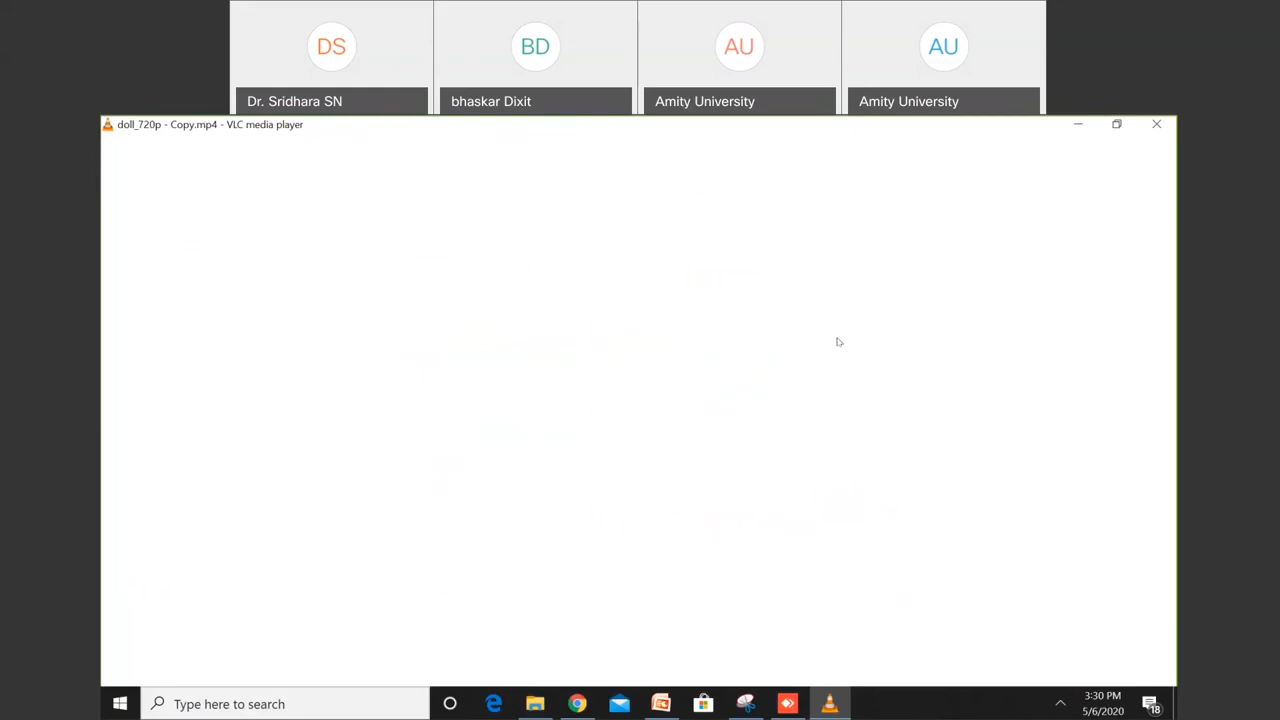 DS
BD
AU
AU
Dr. Sridhara SN
bhaskar Dixit
Amity University
Amity University
doll_720p - Copy.mp4 - VLC media player
Type here to search
3:30 PM
5/6/2020
18